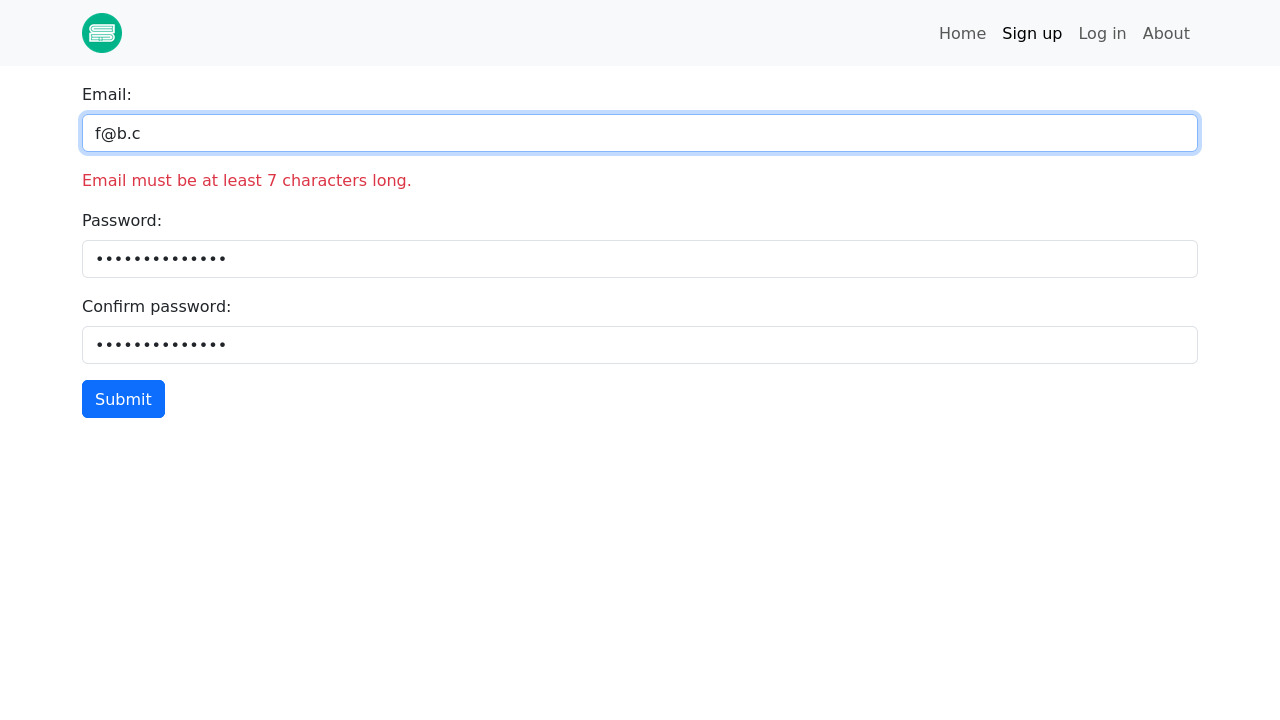 Home Sign up Log in About
Email:
f@b.c
Email must be at least 7 characters long.
Password:
••••••••••••••
Confirm password:
••••••••••••••
Submit